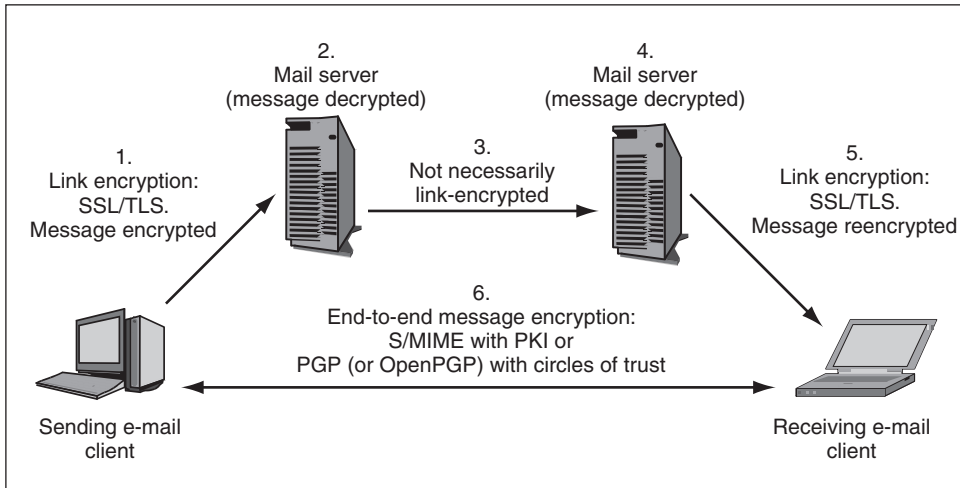 1.
Link encryption:
SSL/TLS.
Message encrypted
2.
Mail server
(message decrypted)
3.
Not necessarily
link-encrypted
4.
Mail server
(message decrypted)
5.
Link encryption:
SSL/TLS.
Message reencrypted
6.
End-to-end message encryption:
S/MIME with PKI or
PGP (or OpenPGP) with circles of trust
Sending e-mail
client
Receiving e-mail
client